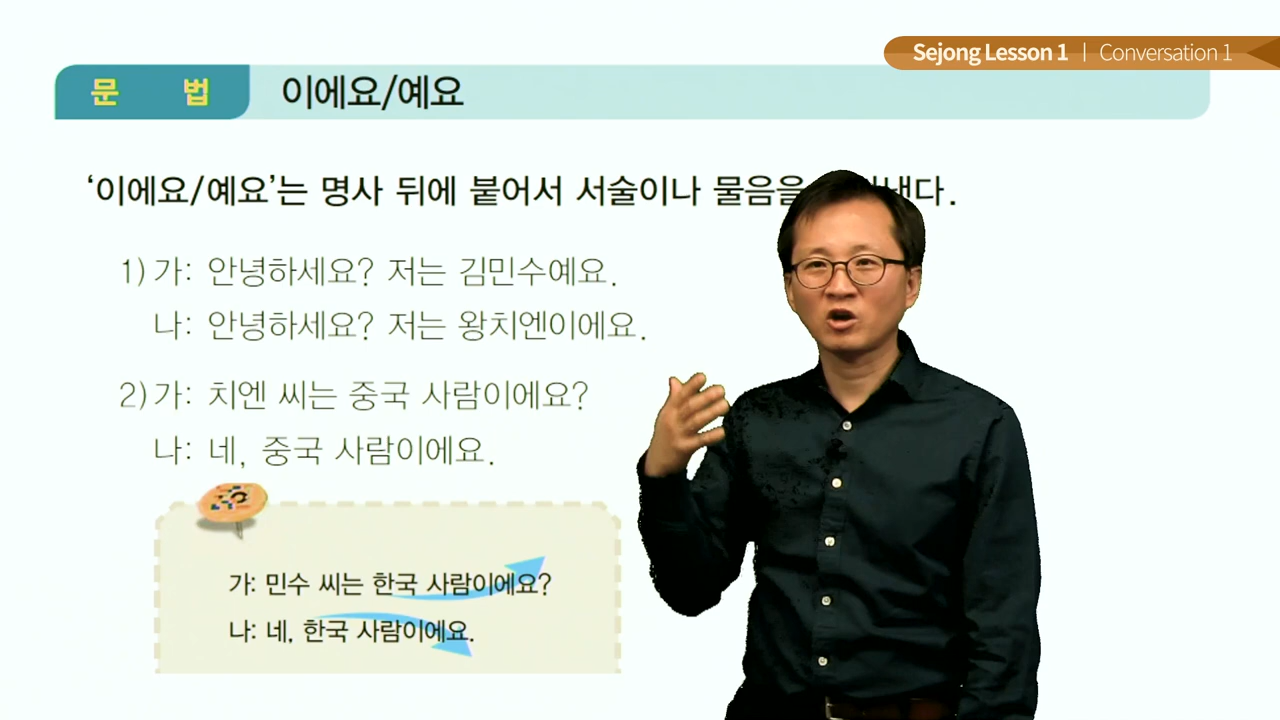 Sejong Lesson 1 | Conversation 1
문 법 이에요/예요
‘이에요/예요’는 명사 뒤에 붙어서 서술이나 물음을
1) 가: 안녕하세요? 저는 김민수예요.
나: 안녕하세요? 저는 왕치엔이에요.
2) 가: 치엔 씨는 중국 사람이에요?
나: 네, 중국 사람이에요.
가: 민수 씨는 한국 사람이에요?
나: 네, 한국 사람이에요.